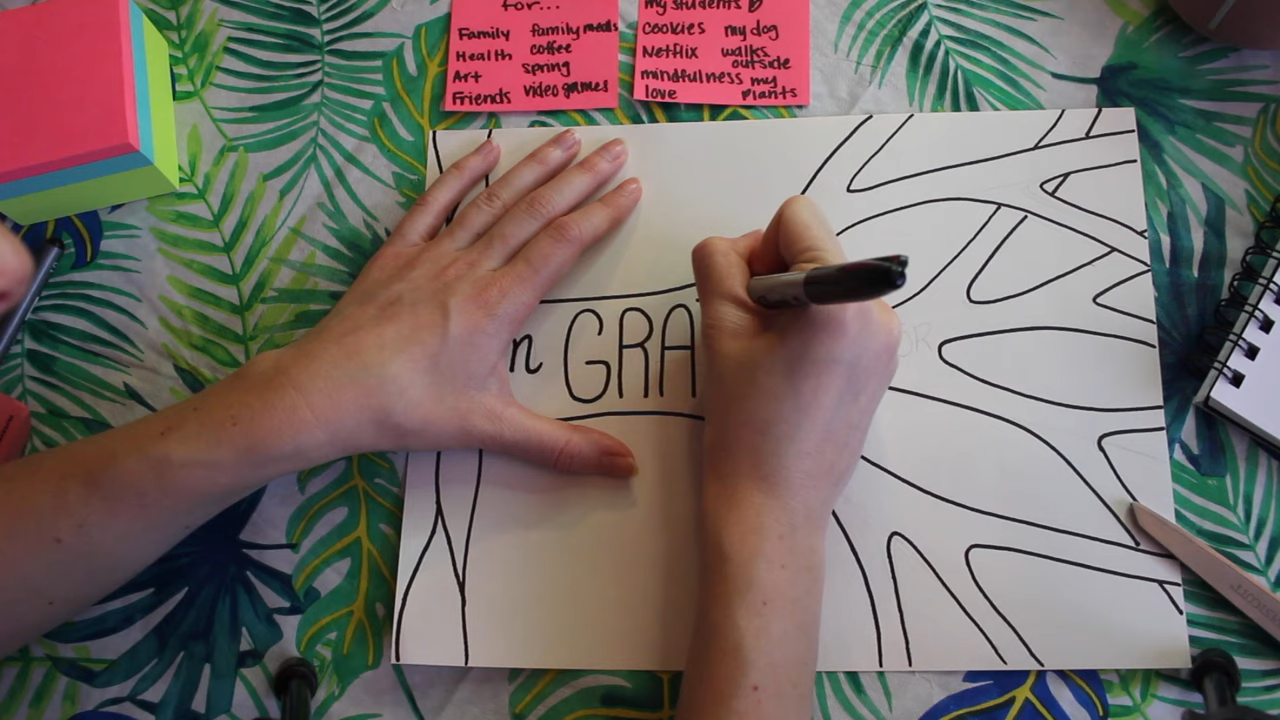 for...
Family family meals
Health coffee
Art spring
Friends video games
my students
cookies my dog
Netflix walks outside
mindfulness my plants
love
n GRA
OR